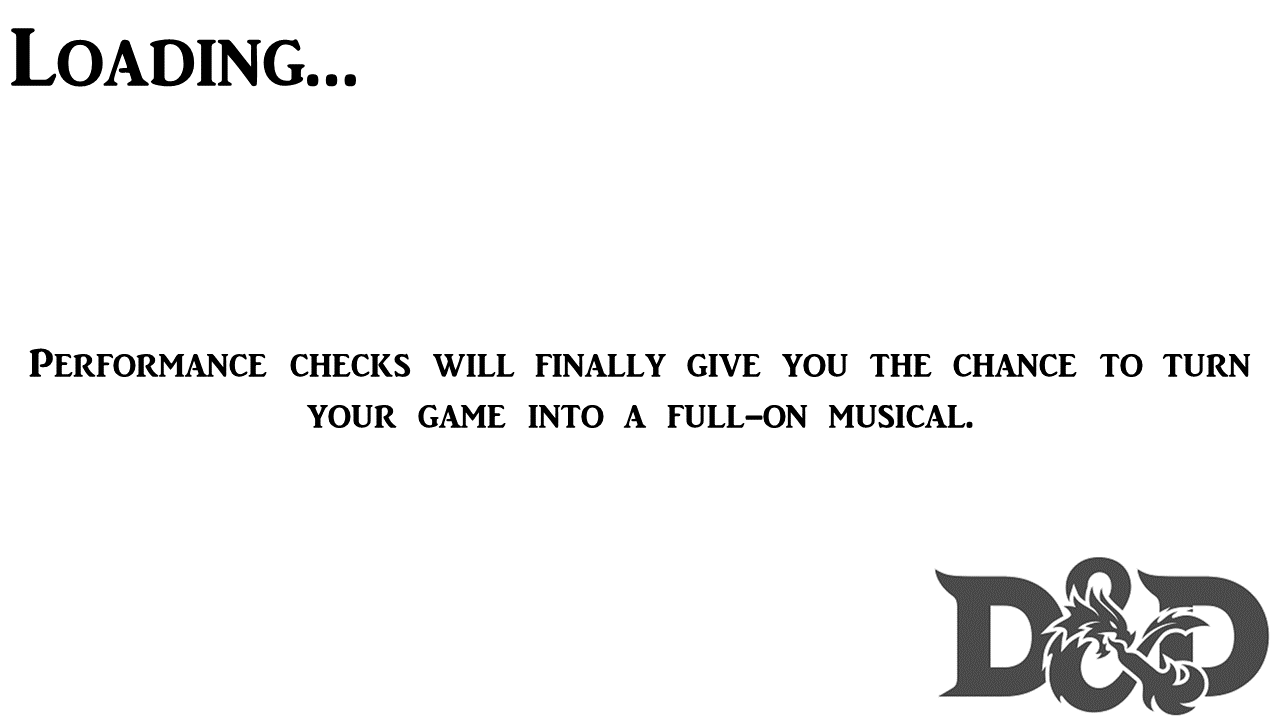 Loading...
Performance checks will finally give you the chance to turn
your game into a full-on musical.
D&D